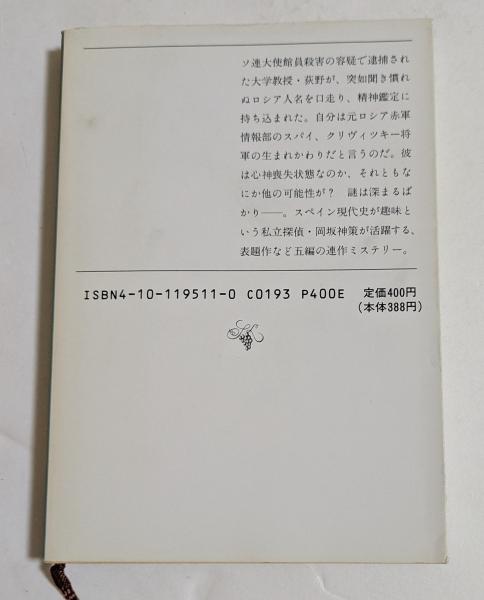 ソ連大使館員殺害の容疑で逮捕され
た大学教授・荻野が、突如聞き慣れ
ぬロシア人名を口走り、精神鑑定に
持ち込まれた。自分は元ロシア赤軍
情報部のスパイ、クリヴィツキー将
軍の生まれかわりだと言うのだ。彼
は心神喪失状態なのか、それともな
にか他の可能性が？　謎は深まるば
かり――。スペイン現代史が趣味と
いう私立探偵・岡坂神策が活躍する、
表題作など五編の連作ミステリー。
ISBN4-10-119511-0 C0193 P400E 定価400円
(本体388円)